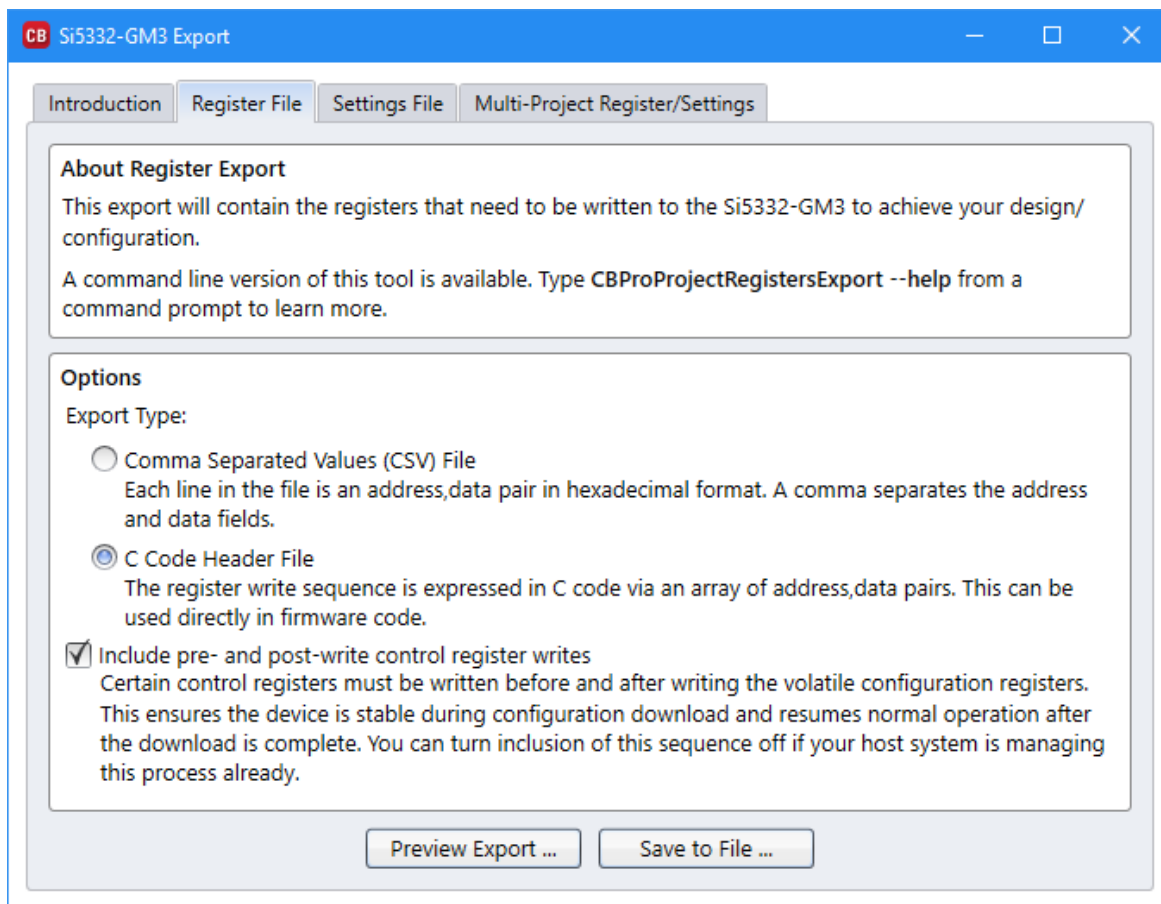 CB Si5332-GM3 Export
Introduction Register File Settings File Multi-Project Register/Settings
About Register Export
This export will contain the registers that need to be written to the Si5332-GM3 to achieve your design/
configuration.
A command line version of this tool is available. Type CBProProjectRegistersExport --help from a
command prompt to learn more.
Options
Export Type:
Comma Separated Values (CSV) File
Each line in the file is an address,data pair in hexadecimal format. A comma separates the address
and data fields.
C Code Header File
The register write sequence is expressed in C code via an array of address,data pairs. This can be
used directly in firmware code.
Include pre- and post-write control register writes
Certain control registers must be written before and after writing the volatile configuration registers.
This ensures the device is stable during configuration download and resumes normal operation after
the download is complete. You can turn inclusion of this sequence off if your host system is managing
this process already.
Preview Export ... Save to File ...